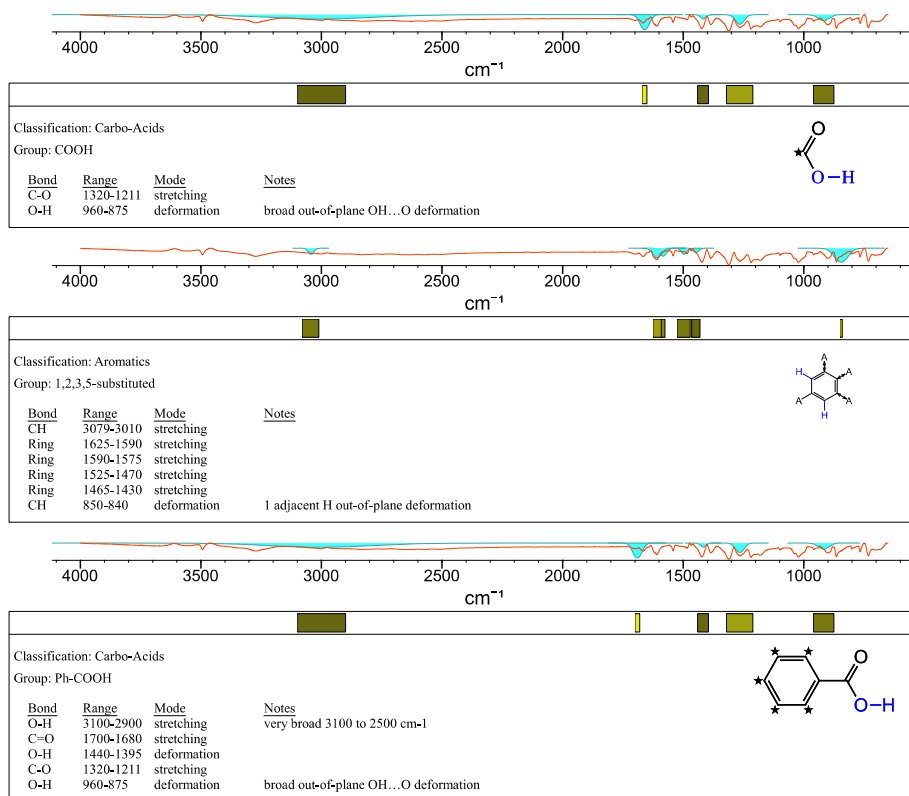 4000 3500 3000 2500 2000 1500 1000
cm⁻¹
Classification: Carbo-Acids
Group: COOH
O
O-H
Bond Range Mode Notes
C-O 1320-1211 stretching
O-H 960-875 deformation broad out-of-plane OH…O deformation
4000 3500 3000 2500 2000 1500 1000
cm⁻¹
Classification: Aromatics
Group: 1,2,3,5-substituted
A
H A
A A
H
Bond Range Mode Notes
CH 3079-3010 stretching
Ring 1625-1590 stretching
Ring 1590-1575 stretching
Ring 1525-1470 stretching
Ring 1465-1430 stretching
CH 850-840 deformation 1 adjacent H out-of-plane deformation
4000 3500 3000 2500 2000 1500 1000
cm⁻¹
Classification: Carbo-Acids
Group: Ph-COOH
O
O-H
Bond Range Mode Notes
O-H 3100-2900 stretching very broad 3100 to 2500 cm-1
C=O 1700-1680 stretching
O-H 1440-1395 deformation
C-O 1320-1211 stretching
O-H 960-875 deformation broad out-of-plane OH…O deformation